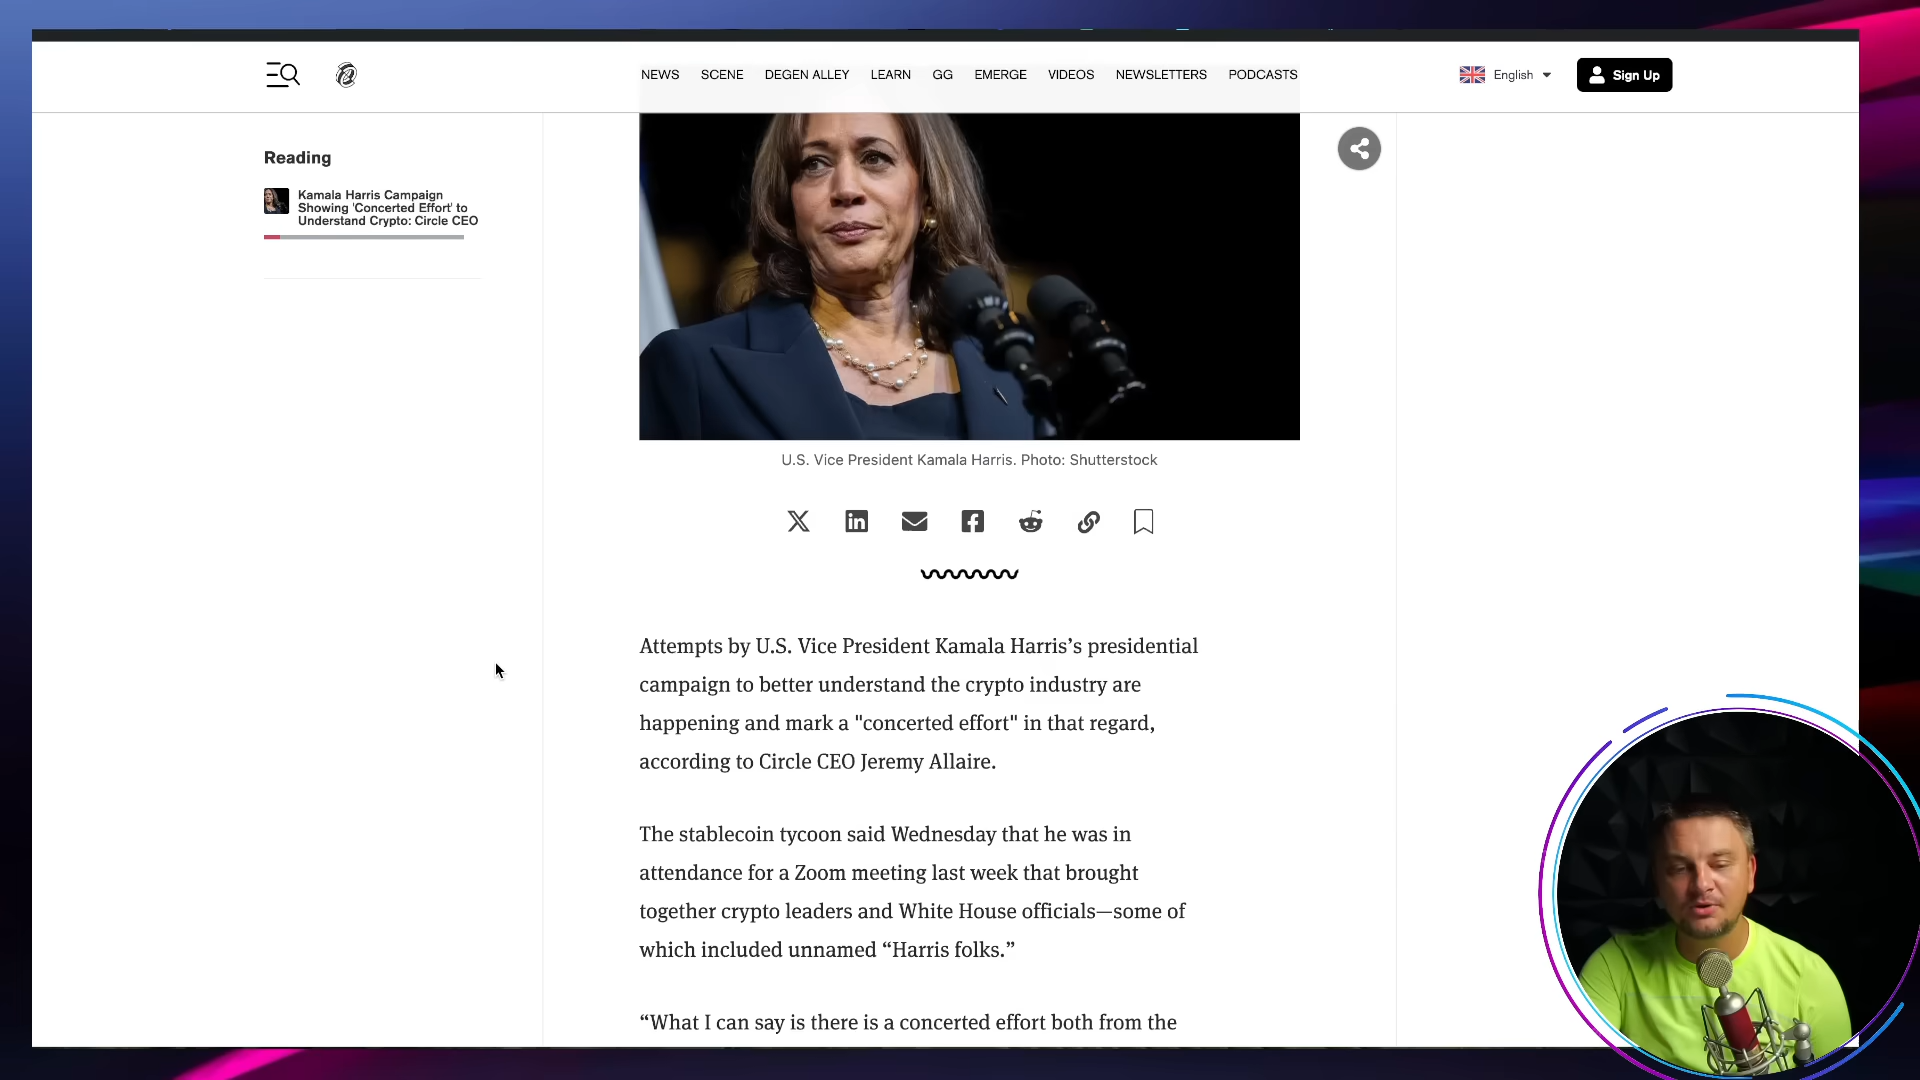 NEWS SCENE DEGEN ALLEY LEARN GG EMERGE VIDEOS NEWSLETTERS PODCASTS
English
Sign Up
Reading
Kamala Harris Campaign
Showing 'Concerted Effort' to
Understand Crypto: Circle CEO
U.S. Vice President Kamala Harris. Photo: Shutterstock
Attempts by U.S. Vice President Kamala Harris’s presidential
campaign to better understand the crypto industry are
happening and mark a "concerted effort" in that regard,
according to Circle CEO Jeremy Allaire.
The stablecoin tycoon said Wednesday that he was in
attendance for a Zoom meeting last week that brought
together crypto leaders and White House officials—some of
which included unnamed “Harris folks.”
“What I can say is there is a concerted effort both from the